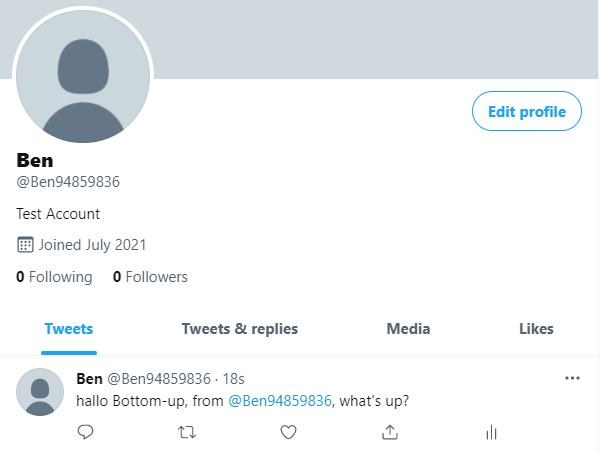 Edit profile
Ben
@Ben94859836
Test Account
Joined July 2021
0 Following 0 Followers
Tweets Tweets & replies Media Likes
Ben @Ben94859836 · 18s
hallo Bottom-up, from @Ben94859836, what's up?